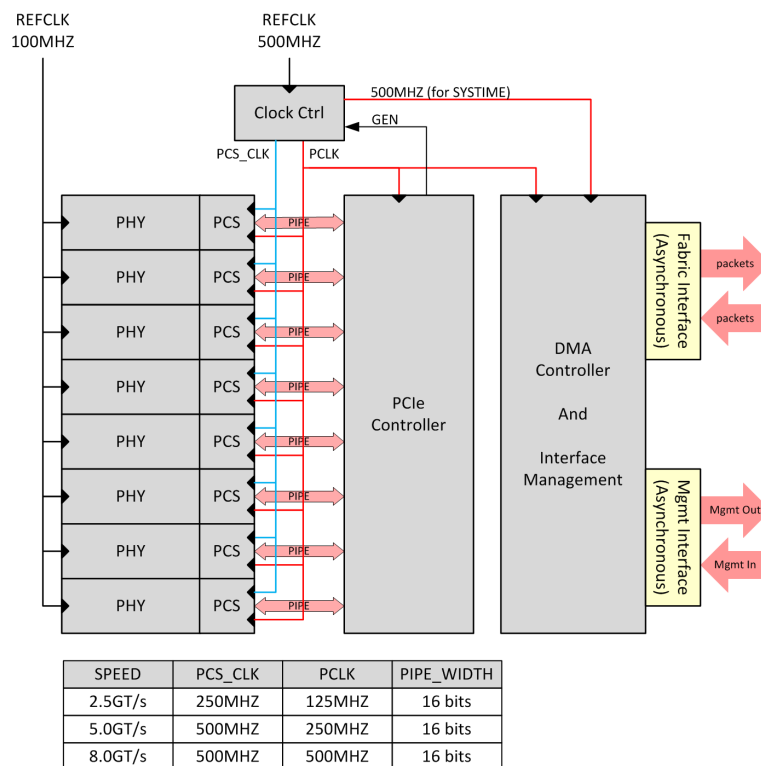 REFCLK
100MHZ
REFCLK
500MHZ
Clock Ctrl
500MHZ (for SYSTIME)
GEN
PCS_CLK
PCLK
PHY
PCS
PIPE
PHY
PCS
PIPE
PHY
PCS
PIPE
PHY
PCS
PIPE
PHY
PCS
PIPE
PHY
PCS
PIPE
PHY
PCS
PIPE
PHY
PCS
PIPE
PCIe
Controller
DMA
Controller
And
Interface
Management
Fabric Interface
(Asynchronous)
packets
packets
Mgmt Interface
(Asynchronous)
Mgmt Out
Mgmt In
SPEED PCS_CLK PCLK PIPE_WIDTH
2.5GT/s 250MHZ 125MHZ 16 bits
5.0GT/s 500MHZ 250MHZ 16 bits
8.0GT/s 500MHZ 500MHZ 16 bits